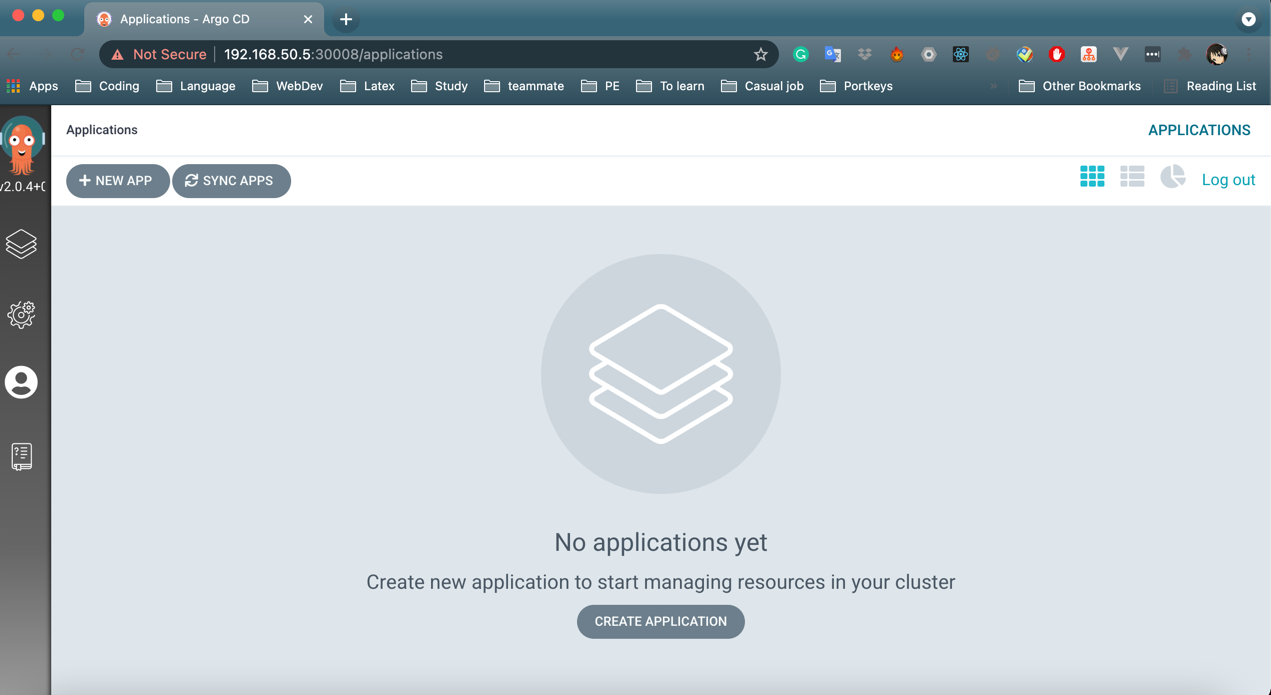 Applications - Argo CD
Not Secure 192.168.50.5:30008/applications
Apps Coding Language WebDev Latex Study teammate PE To learn Casual job Portkeys » Other Bookmarks Reading List
Applications APPLICATIONS
v2.0.4+0
NEW APP SYNC APPS Log out
No applications yet
Create new application to start managing resources in your cluster
CREATE APPLICATION